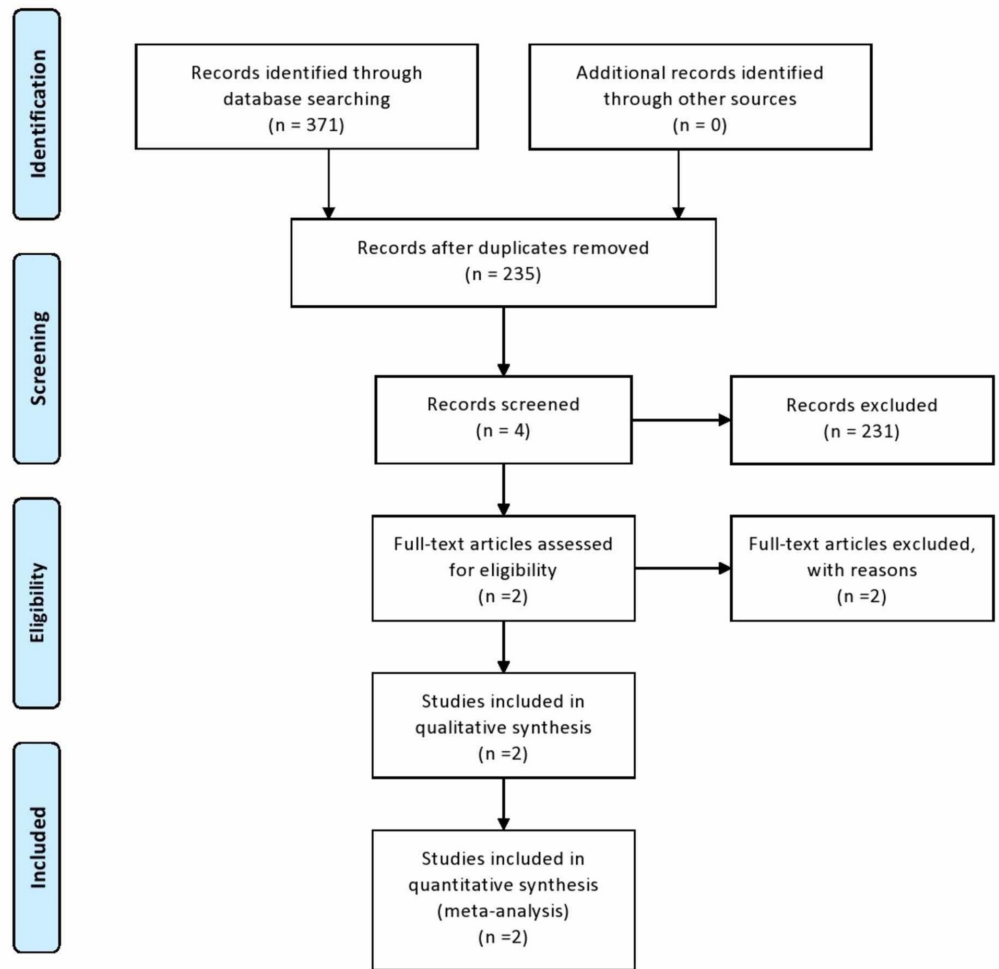 Identification
Records identified through
database searching
(n = 371)
Additional records identified
through other sources
(n = 0)
Records after duplicates removed
(n = 235)
Screening
Records screened
(n = 4)
Records excluded
(n = 231)
Eligibility
Full-text articles assessed
for eligibility
(n =2)
Full-text articles excluded,
with reasons
(n =2)
Studies included in
qualitative synthesis
(n =2)
Included
Studies included in
quantitative synthesis
(meta-analysis)
(n =2)